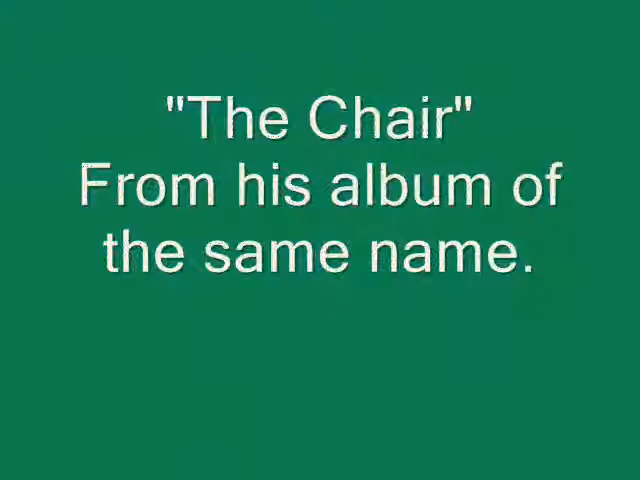 "The Chair"
From his album of
the same name.